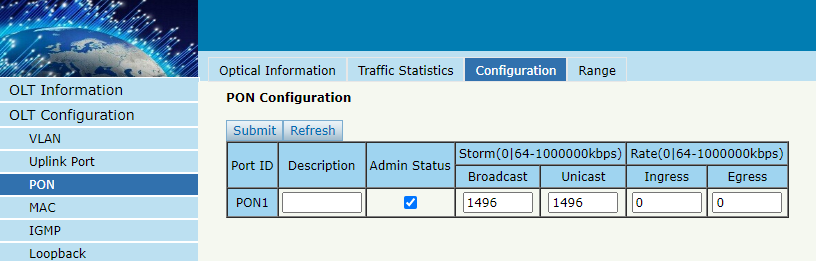 Optical Information Traffic Statistics Configuration Range
OLT Information
OLT Configuration
VLAN
Uplink Port
PON
MAC
IGMP
Loopback
PON Configuration
Submit Refresh
Port ID Description Admin Status Storm(0|64-1000000kbps) Rate(0|64-1000000kbps)
Broadcast Unicast Ingress Egress
PON1 1496 1496 0 0